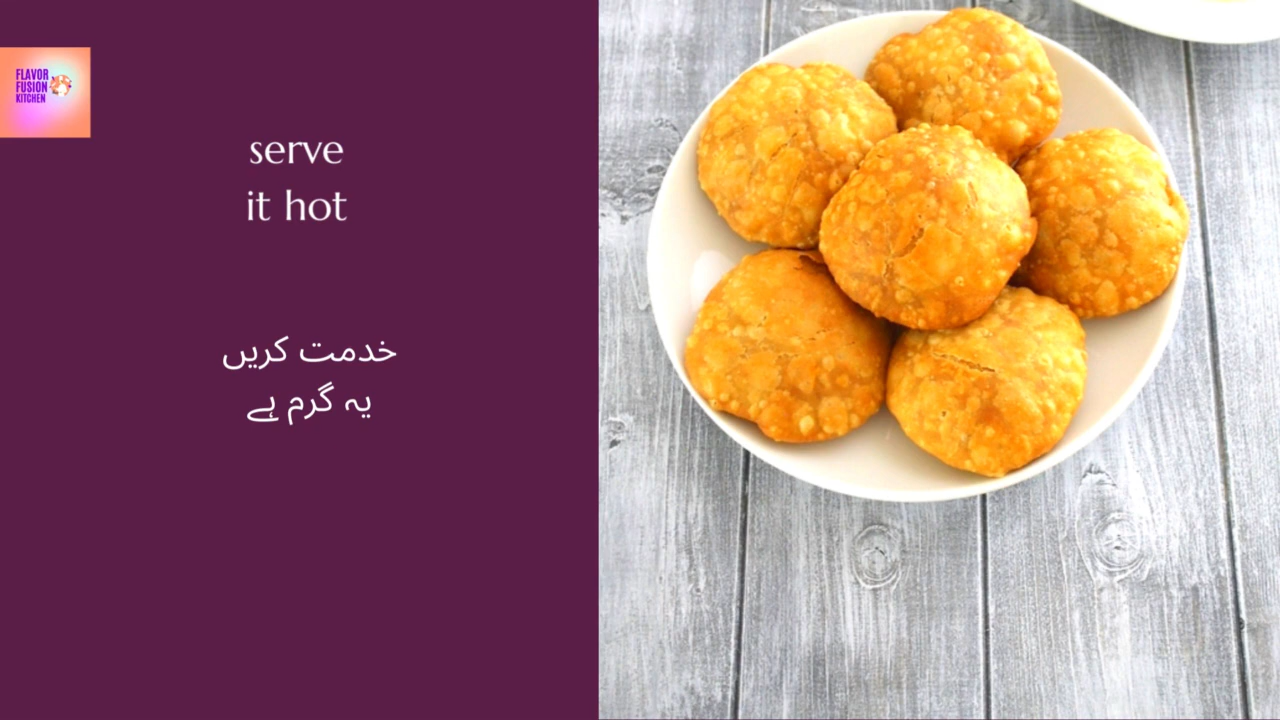 FLAVOR
FUSION
KITCHEN
serve
it hot
خدمت کریں
یہ گرم ہے